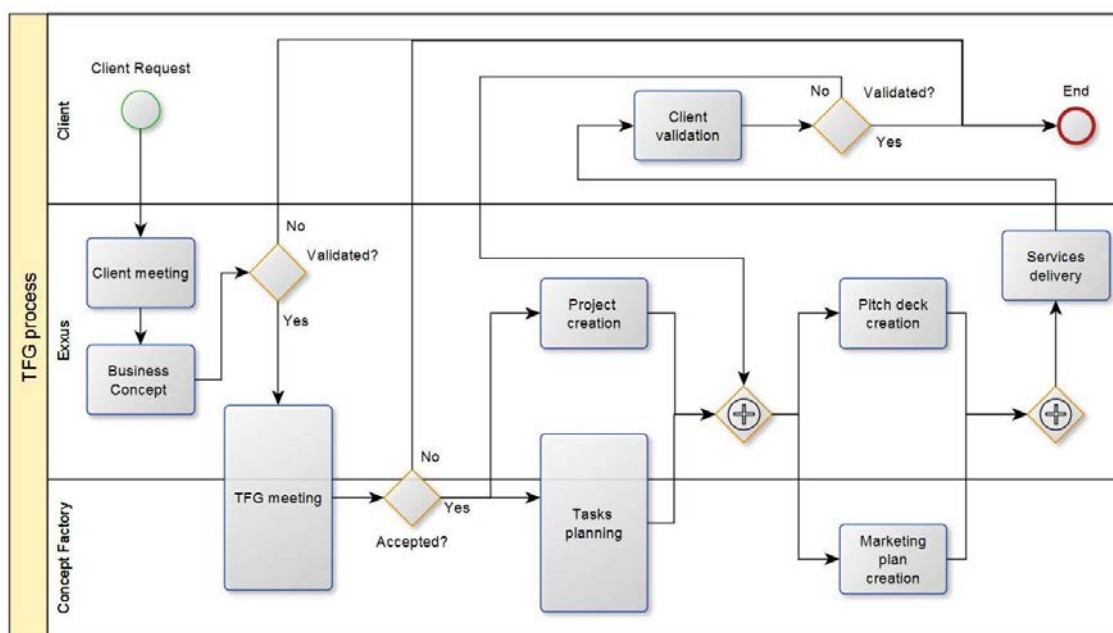 TFG process
Client
Client Request
No
Validated?
Client
validation
Yes
End
Exxus
Client meeting
Business
Concept
No
Validated?
Yes
Project
creation
Pitch deck
creation
Services
delivery
Concept Factory
TFG meeting
No
Yes
Accepted?
Tasks
planning
Marketing
plan
creation